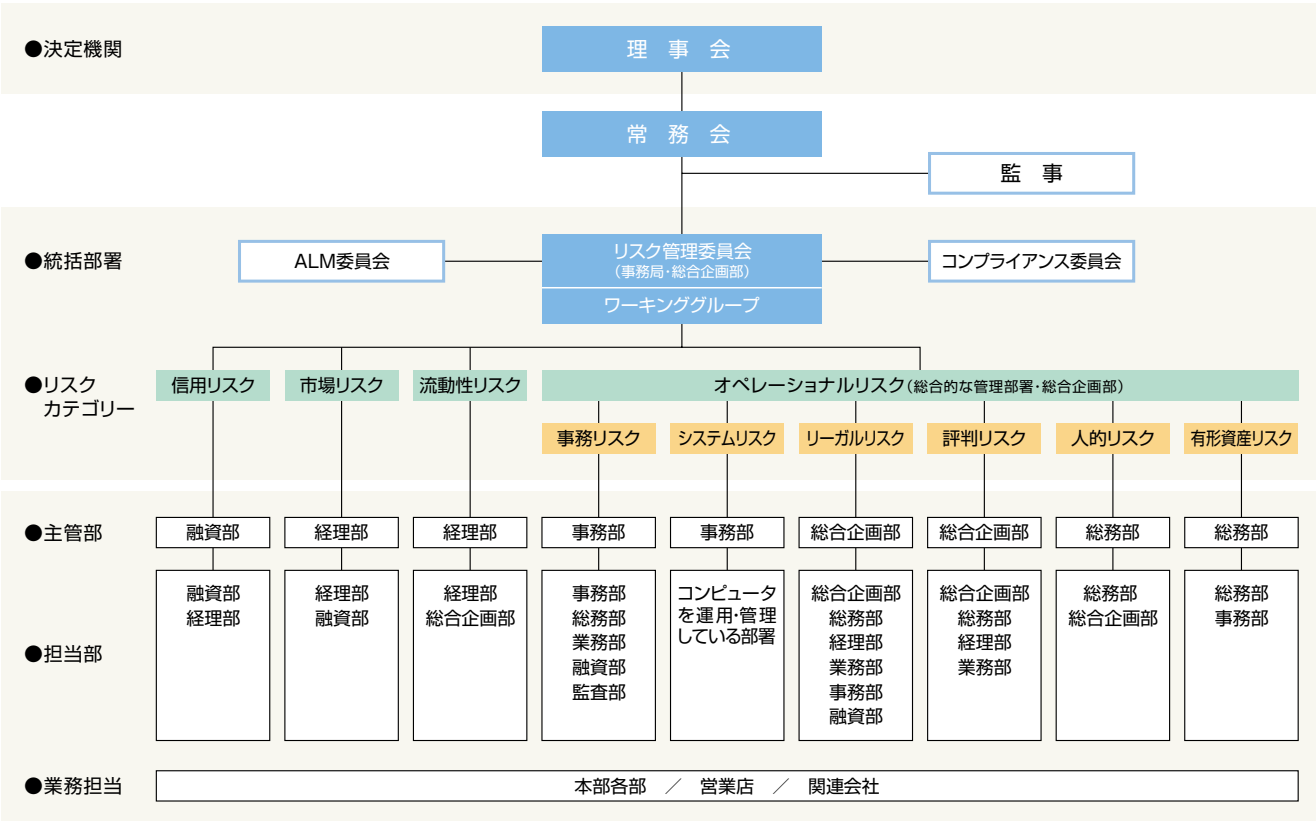 ●決定機関
理 事 会
常 務 会
監 事
●統括部署
ALM委員会
リスク管理委員会
(事務局・総合企画部)
ワーキンググループ
コンプライアンス委員会
●リスク
カテゴリー
信用リスク
市場リスク
流動性リスク
オペレーショナルリスク(総合的な管理部署・総合企画部)
事務リスク
システムリスク
リーガルリスク
評判リスク
人的リスク
有形資産リスク
●主管部
融資部
経理部
経理部
事務部
事務部
総合企画部
総合企画部
総務部
総務部
●担当部
融資部
経理部
経理部
融資部
経理部
総合企画部
事務部
総務部
業務部
融資部
監査部
コンピュータ
を運用・管理
している部署
総合企画部
総務部
経理部
業務部
事務部
融資部
総合企画部
総務部
経理部
業務部
総務部
総合企画部
総務部
事務部
●業務担当
本部各部 ／ 営業店 ／ 関連会社